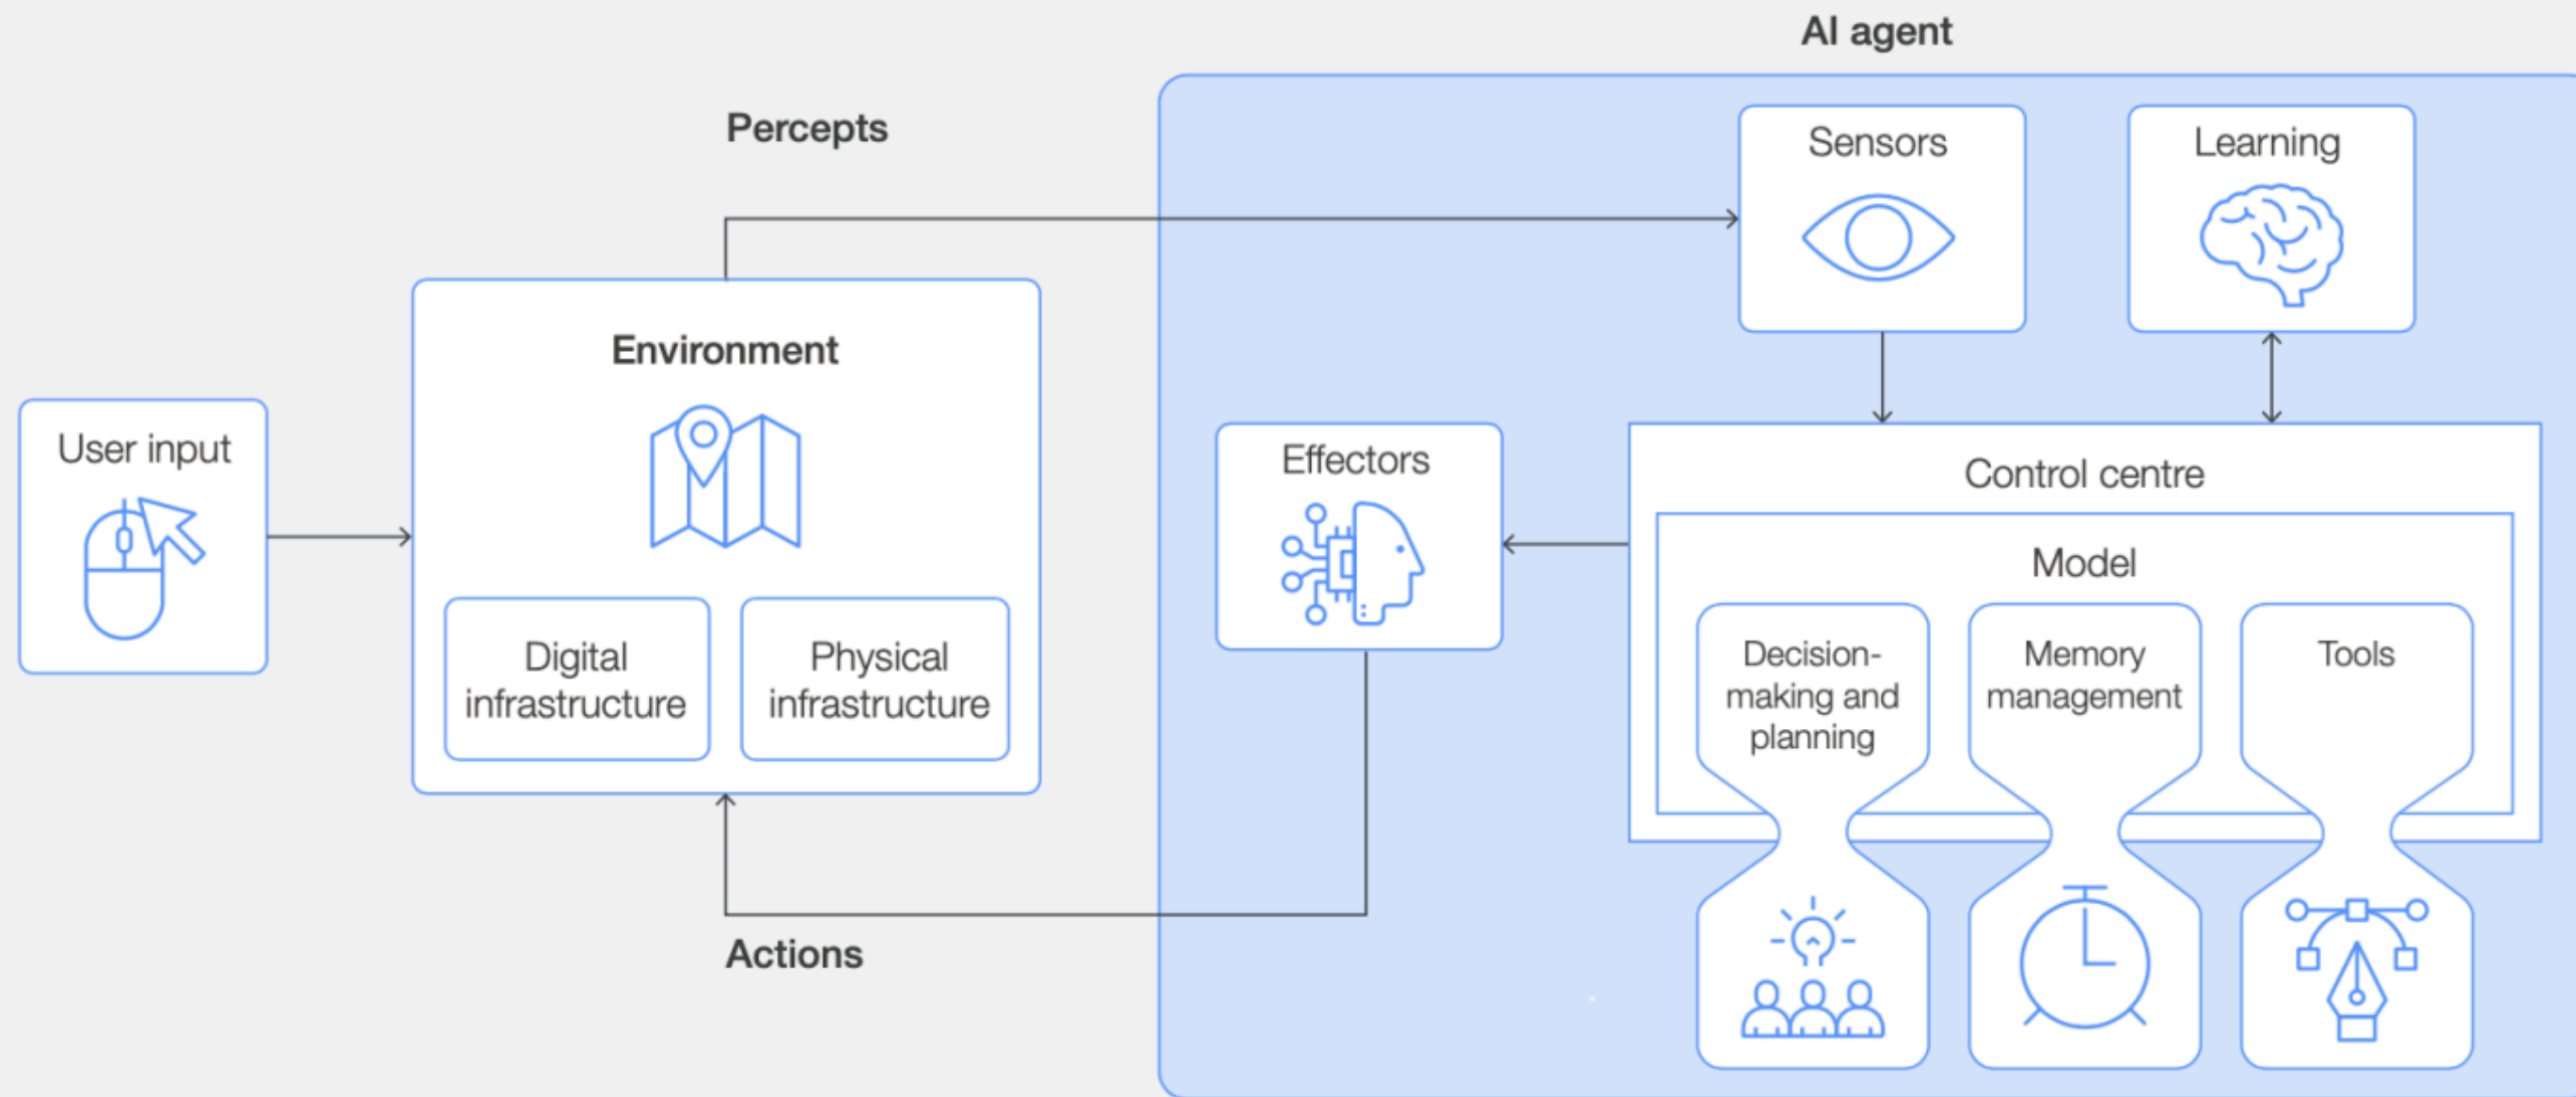 AI agent
Percepts
Sensors
Learning
Environment
User input
Effectors
Control centre
Model
Digital
infrastructure
Physical
infrastructure
Decision-
making and
planning
Memory
management
Tools
Actions